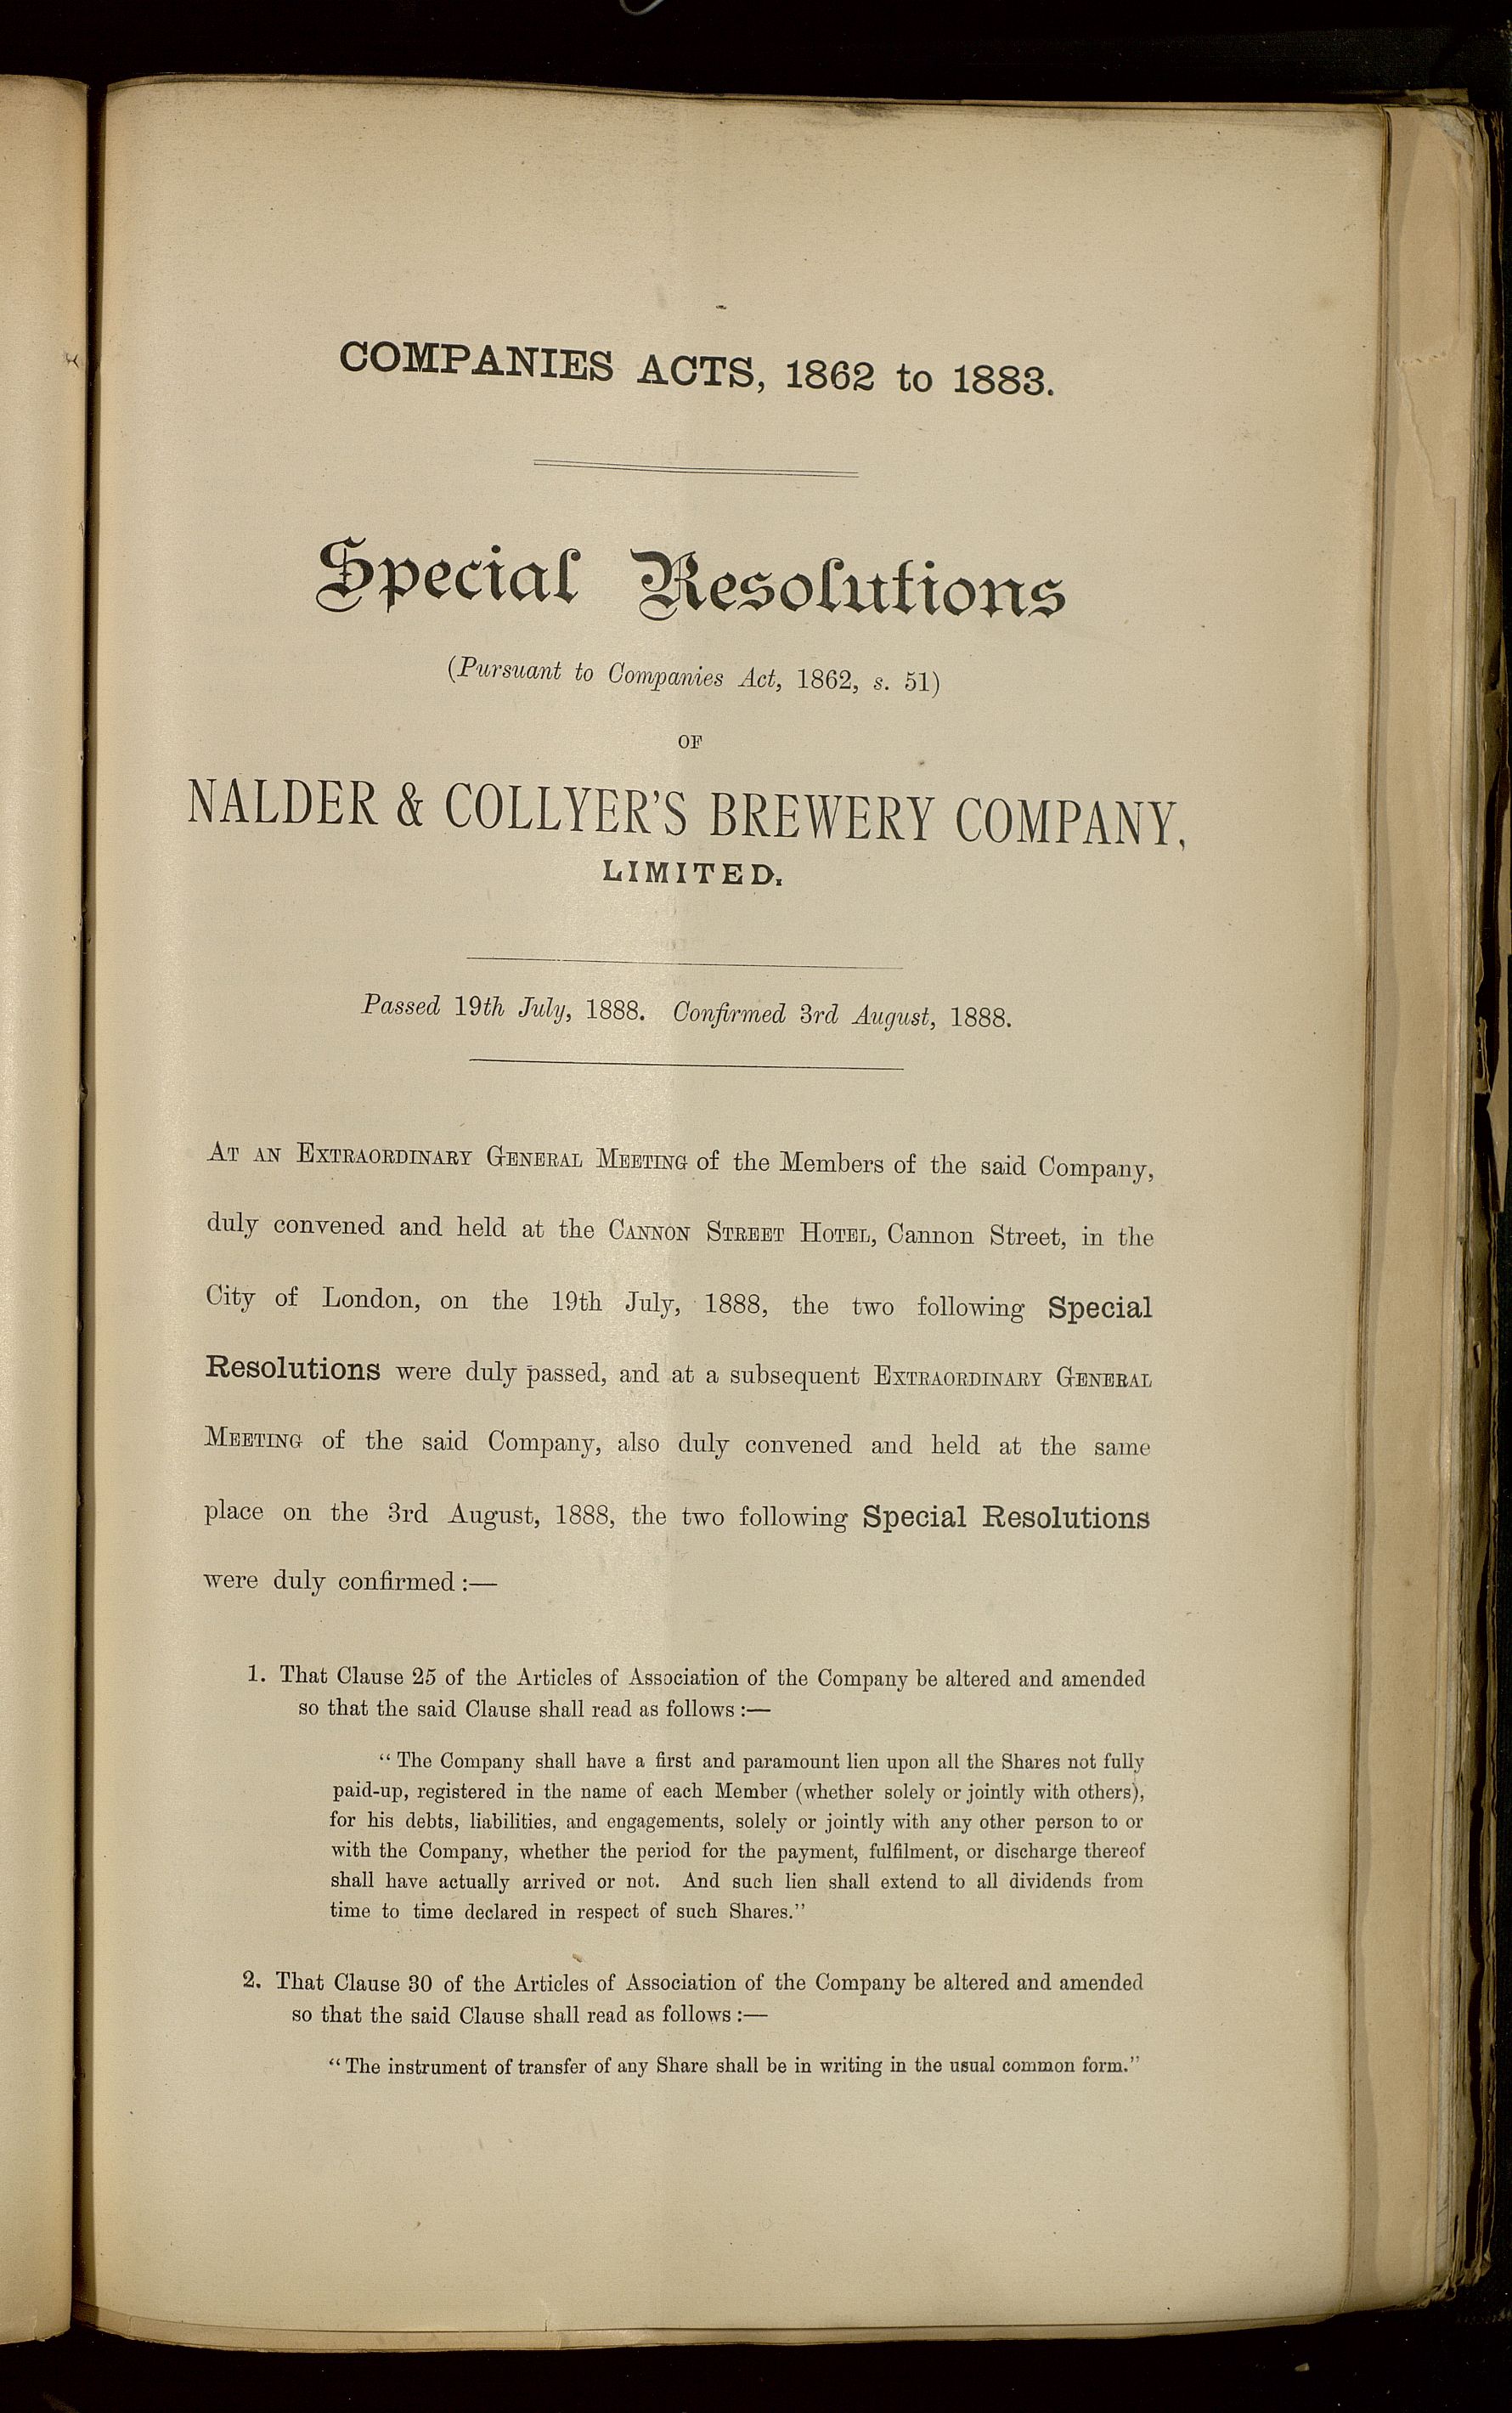 COMPANIES ACTS, 1862 to 1883.
Special Resolutions
(Pursuant to Companies Act, 1862, s. 51)
OF
NALDER & COLLYER'S BREWERY COMPANY,
LIMITED.
Passed 19th July, 1888. Confirmed 3rd August, 1888.
AT AN EXTRAORDINARY GENERAL MEETING of the Members of the said Company,
duly convened and held at the CANNON STREET HOTEL, Cannon Street, in the
City of London, on the 19th July, 1888, the two following Special
Resolutions were duly passed, and at a subsequent EXTRAORDINARY GENERAL
MEETING of the said Company, also duly convened and held at the same
place on the 3rd August, 1888, the two following Special Resolutions
were duly confirmed :—
1. That Clause 25 of the Articles of Association of the Company be altered and amended
so that the said Clause shall read as follows :—
“ The Company shall have a first and paramount lien upon all the Shares not fully
paid-up, registered in the name of each Member (whether solely or jointly with others),
for his debts, liabilities, and engagements, solely or jointly with any other person to or
with the Company, whether the period for the payment, fulfilment, or discharge thereof
shall have actually arrived or not. And such lien shall extend to all dividends from
time to time declared in respect of such Shares.”
2. That Clause 30 of the Articles of Association of the Company be altered and amended
so that the said Clause shall read as follows :—
“ The instrument of transfer of any Share shall be in writing in the usual common form.”